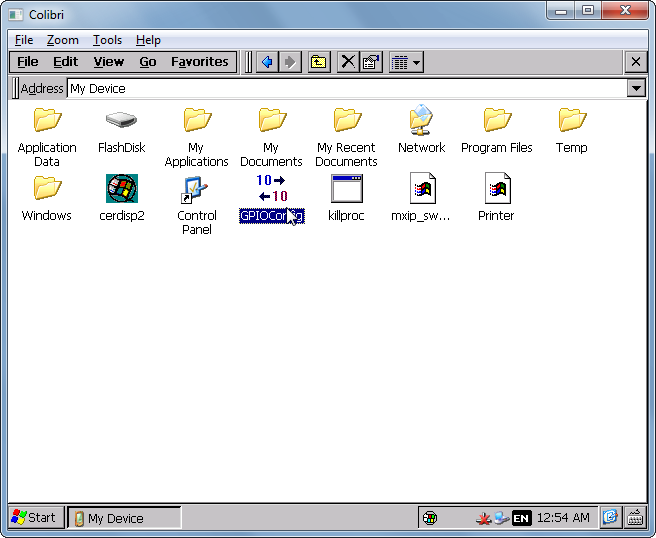 Colibri
File Zoom Tools Help
File Edit View Go Favorites
Address My Device
Application Data
FlashDisk
My Applications
My Documents
My Recent Documents
Network
Program Files
Temp
Windows
cerdisp2
Control Panel
10
10
GPIOConfig
killproc
mxip_sw...
Printer
Start My Device EN 12:54 AM